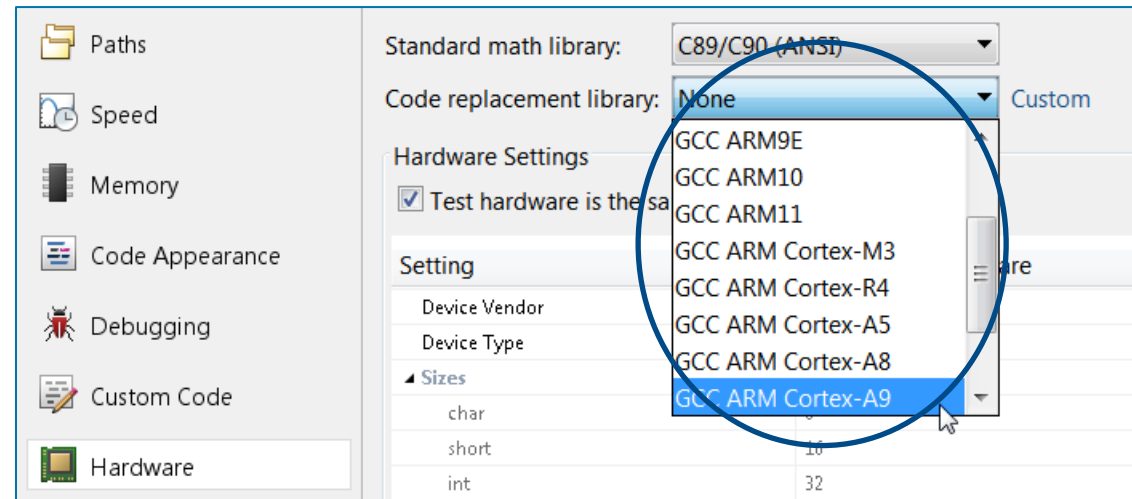 Paths
Speed
Memory
Code Appearance
Debugging
Custom Code
Hardware
Standard math library: C89/C90 (ANSI)
Code replacement library: None Custom
GCC ARM9E
GCC ARM10
GCC ARM11
GCC ARM Cortex-M3
GCC ARM Cortex-R4
GCC ARM Cortex-A5
GCC ARM Cortex-A8
GCC ARM Cortex-A9
Hardware Settings
Test hardware is the sa
Setting are
Device Vendor
Device Type
Sizes
char
short 16
int 32